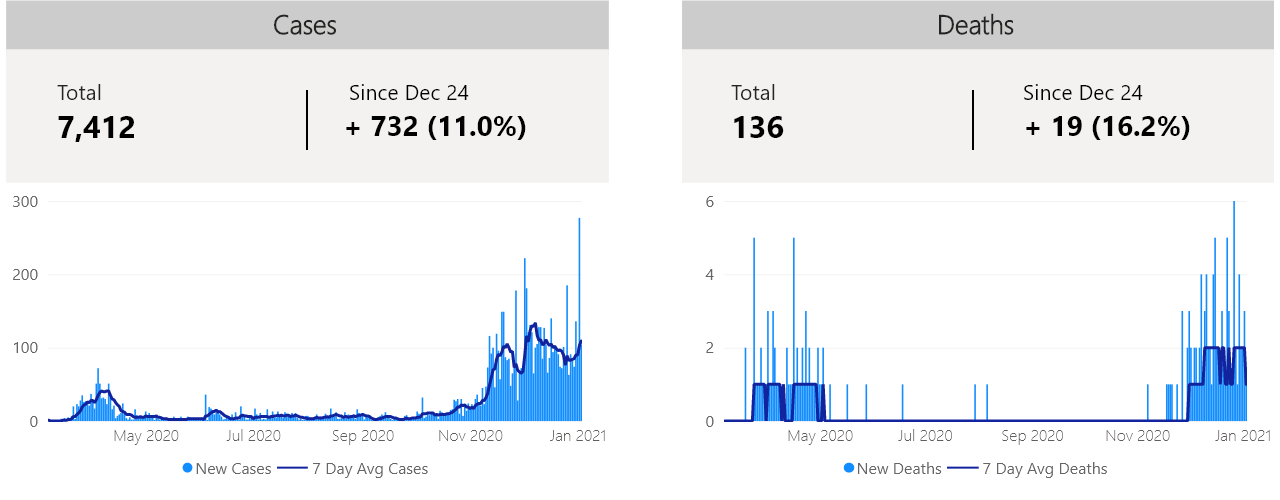 Cases
Total
Since Dec 24
7,412
+ 732 (11.0%)
300
200
100
0
May 2020
Jul 2020
Sep 2020
Nov 2020
Jan 2021
New Cases
7 Day Avg Cases
Deaths
Total
Since Dec 24
136
+ 19 (16.2%)
6
4
2
0
May 2020
Jul 2020
Sep 2020
Nov 2020
Jan 2021
New Deaths
7 Day Avg Deaths